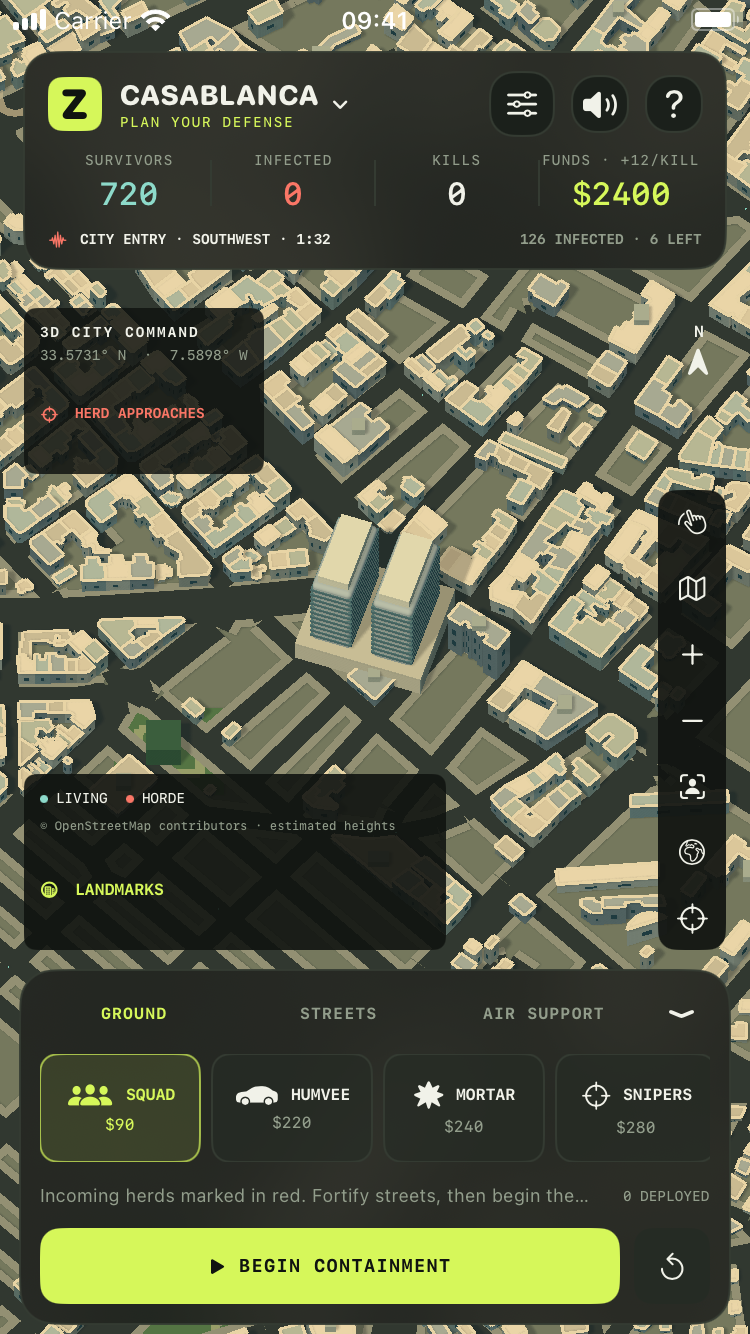 Carrier 09:41
Z CASABLANCA
PLAN YOUR DEFENSE
?
SURVIVORS INFECTED KILLS FUNDS · +12/KILL
720 0 0 $2400
CITY ENTRY · SOUTHWEST · 1:32 126 INFECTED · 6 LEFT
3D CITY COMMAND
33.5731° N · 7.5898° W
HERD APPROACHES
N
LIVING HORDE
© OpenStreetMap contributors · estimated heights
LANDMARKS
GROUND STREETS AIR SUPPORT
SQUAD HUMVEE MORTAR SNIPERS
$90 $220 $240 $280
Incoming herds marked in red. Fortify streets, then begin the… 0 DEPLOYED
BEGIN CONTAINMENT